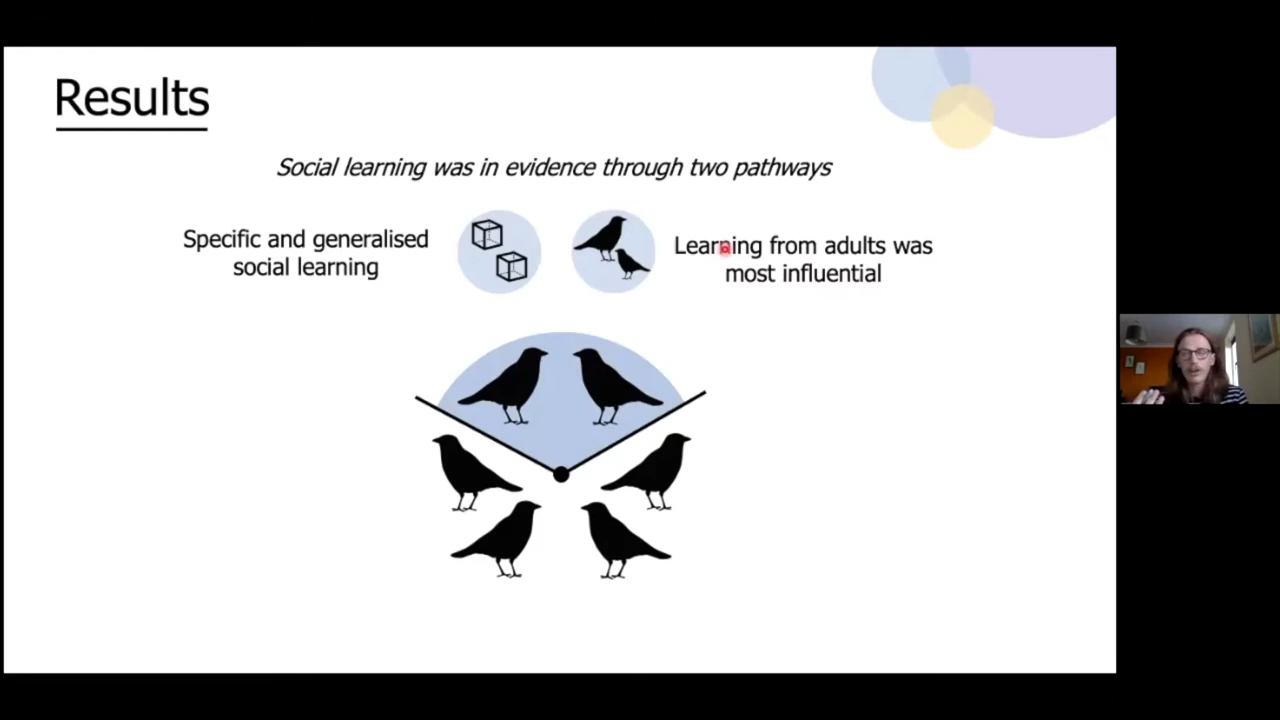 Results
Social learning was in evidence through two pathways
Specific and generalised
social learning
Learning from adults was
most influential